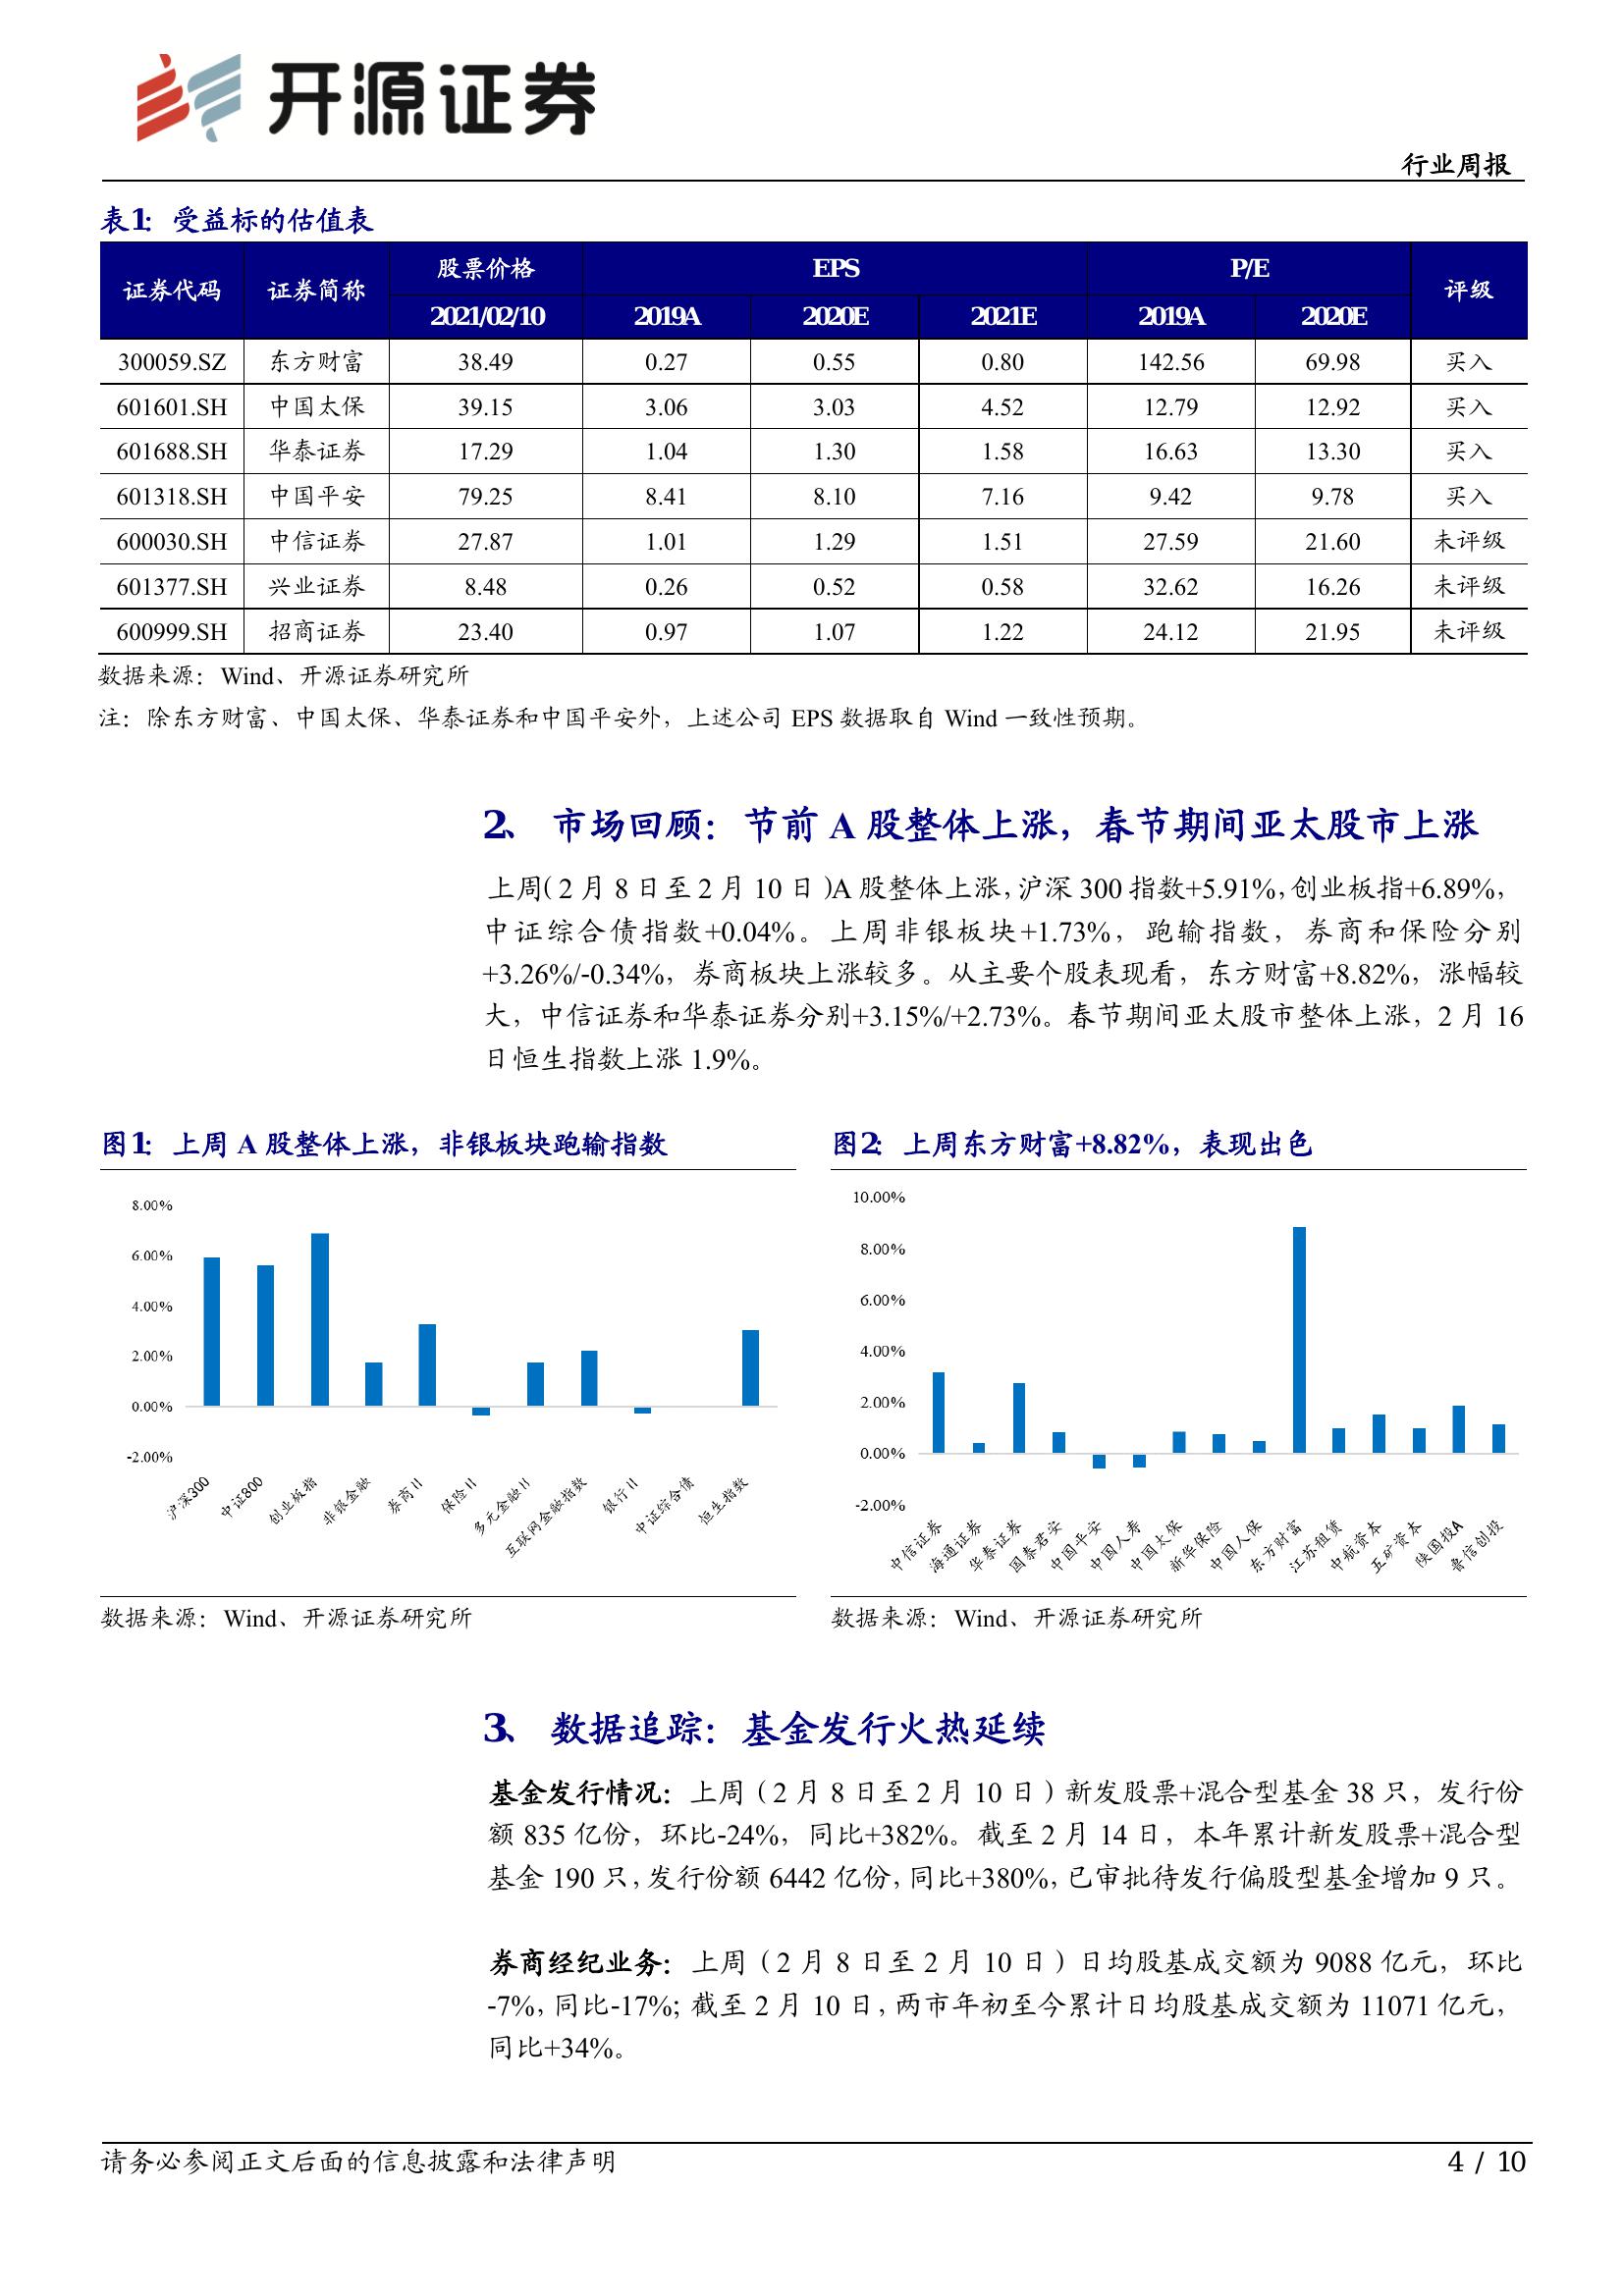 开源证券
行业周报
表1： 受益标的估值表
证券代码 证券简称 股票价格 EPS P/E 评级
2021/02/10 2019A 2020E 2021E 2019A 2020E
300059.SZ 东方财富 38.49 0.27 0.55 0.80 142.56 69.98 买入
601601.SH 中国太保 39.15 3.06 3.03 4.52 12.79 12.92 买入
601688.SH 华泰证券 17.29 1.04 1.30 1.58 16.63 13.30 买入
601318.SH 中国平安 79.25 8.41 8.10 7.16 9.42 9.78 买入
600030.SH 中信证券 27.87 1.01 1.29 1.51 27.59 21.60 未评级
601377.SH 兴业证券 8.48 0.26 0.52 0.58 32.62 16.26 未评级
600999.SH 招商证券 23.40 0.97 1.07 1.22 24.12 21.95 未评级
数据来源：Wind、开源证券研究所
注：除东方财富、中国太保、华泰证券和中国平安外，上述公司 EPS 数据取自 Wind 一致性预期。
2、 市场回顾：节前 A 股整体上涨，春节期间亚太股市上涨
上周(2 月 8 日至 2 月 10 日)A 股整体上涨，沪深 300 指数+5.91%，创业板指+6.89%，
中证综合债指数+0.04%。上周非银板块+1.73%，跑输指数，券商和保险分别
+3.26%/-0.34%，券商板块上涨较多。从主要个股表现看，东方财富+8.82%，涨幅较
大，中信证券和华泰证券分别+3.15%/+2.73%。春节期间亚太股市整体上涨，2 月 16
日恒生指数上涨 1.9%。
图1： 上周 A 股整体上涨，非银板块跑输指数
8.00%
6.00%
4.00%
2.00%
0.00%
-2.00%
沪深300 中证800 创业板指 非银金融 券商II 保险II 多元金融II 互联网金融指数 银行II 中证综合债 恒生指数
数据来源：Wind、开源证券研究所
图2： 上周东方财富+8.82%，表现出色
10.00%
8.00%
6.00%
4.00%
2.00%
0.00%
-2.00%
中信证券 海通证券 华泰证券 国泰君安 中国平安 中国人寿 中国太保 新华保险 中国人保 东方财富 江苏租赁 中航资本 五矿资本 陕国投A 鲁信创投
数据来源：Wind、开源证券研究所
3、 数据追踪：基金发行火热延续
基金发行情况：上周（2 月 8 日至 2 月 10 日）新发股票+混合型基金 38 只，发行份
额 835 亿份，环比-24%，同比+382%。截至 2 月 14 日，本年累计新发股票+混合型
基金 190 只，发行份额 6442 亿份，同比+380%，已审批待发行偏股型基金增加 9 只。
券商经纪业务：上周（2 月 8 日至 2 月 10 日）日均股基成交额为 9088 亿元，环比
-7%，同比-17%；截至 2 月 10 日，两市年初至今累计日均股基成交额为 11071 亿元，
同比+34%。
请务必参阅正文后面的信息披露和法律声明
4 / 10